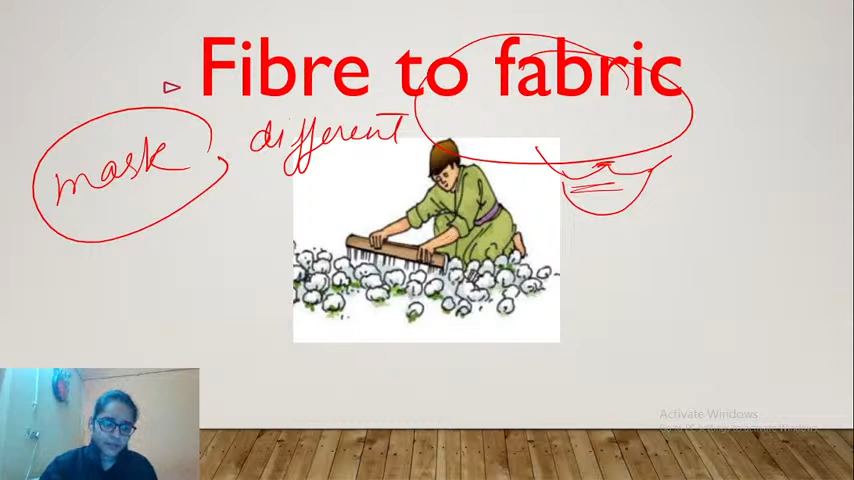 Fibre to fabric
different
mask
Activate Windows